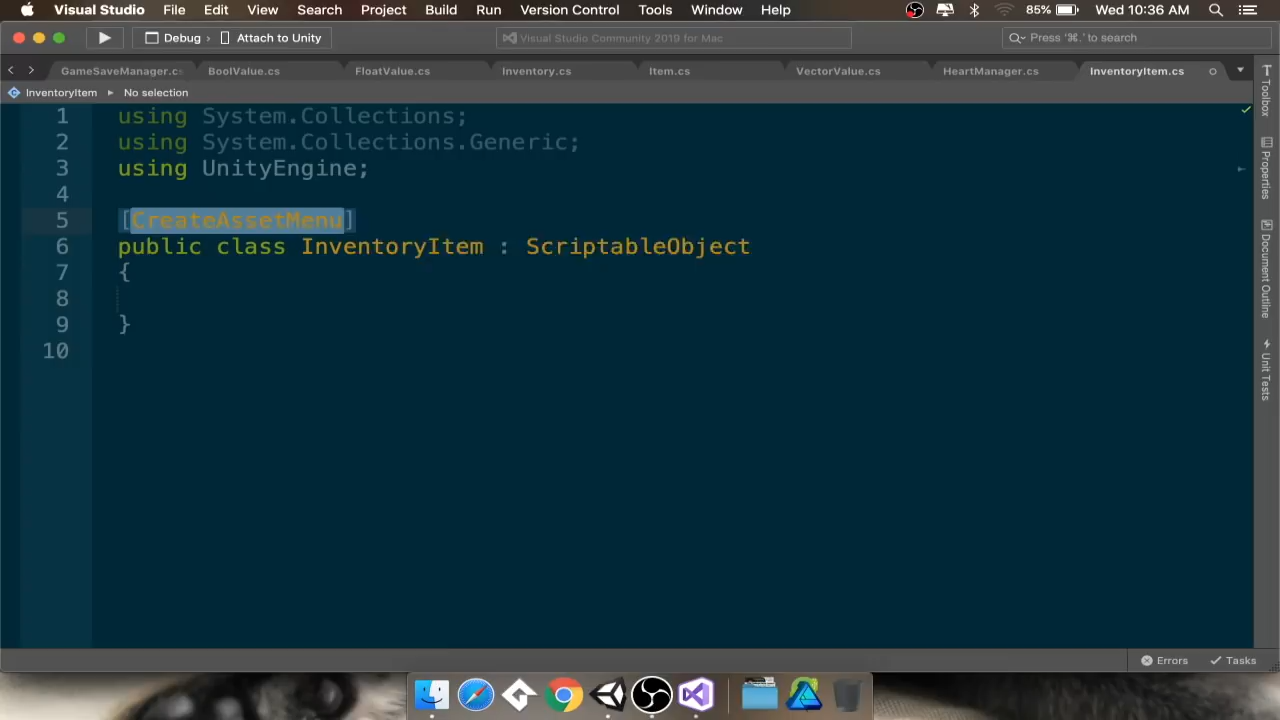 Visual Studio File Edit View Search Project Build Run Version Control Tools Window Help 85% Wed 10:36 AM
Debug › Attach to Unity Visual Studio Community 2019 for Mac Press '⌘.' to search
GameSaveManager.cs BoolValue.cs FloatValue.cs Inventory.cs Item.cs VectorValue.cs HeartManager.cs InventoryItem.cs
InventoryItem ▸ No selection
1 using System.Collections;
2 using System.Collections.Generic;
3 using UnityEngine;
4
5 [CreateAssetMenu]
6 public class InventoryItem : ScriptableObject
7 {
8
9 }
10
Toolbox
Properties
Document Outline
Unit Tests
Errors Tasks